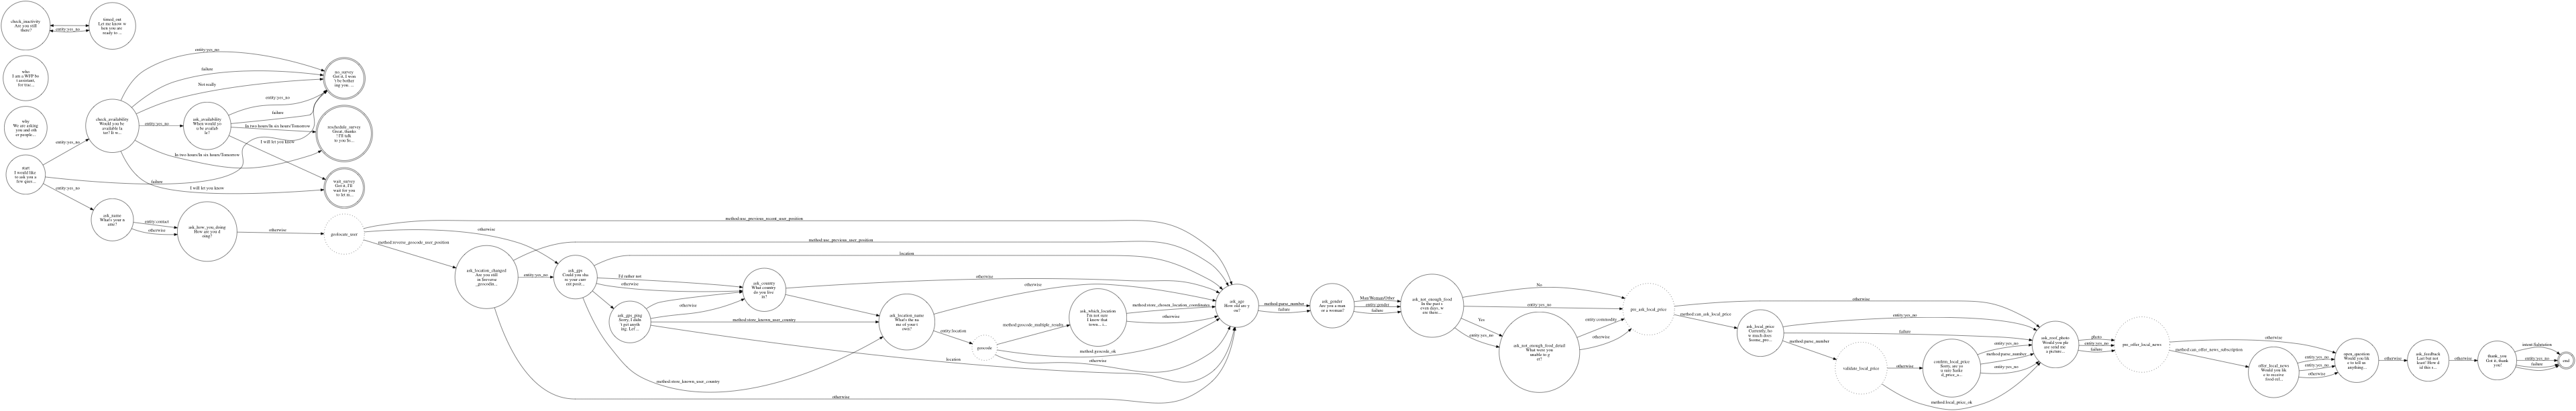 check_inactivity
Are you still
there?
entity:yes_no
timed_out
Let me know w
hen you are
ready to ...
who
I am a WFP bo
t assistant.
for mo...
why
We are asking
you and oth
er people...
start
I would like
to ask you a
few ques...
entity:yes_no
entity:yes_no
failure
check_availability
Would you be
available la
ter? It w...
entity:yes_no
failure
Not really
entity:yes_no
In two hours/In six hours/Tomorrow
I will let you know
ask_availability
When would yo
u be availab
le?
entity:yes_no
failure
In two hours/In six hours/Tomorrow
I will let you know
no_survey
Got it. I won
't be bother
ing you. ...
reschedule_survey
Great, thanks
! I'll talk
to you in...
wait_survey
Got it, I'll
wait for you
to let m...
ask_name
What's your n
ame?
entity:contact
otherwise
ask_how_you_doing
How are you d
oing?
otherwise
geolocate_user
method:use_previous_recent_user_position
otherwise
method:reverse_geocode_user_position
ask_location_changed
Are you still
in $reverse
_geocodin...
method:use_previous_user_position
entity:yes_no
otherwise
ask_gps
Could you sha
re your curr
ent posit...
location
I'd rather not
otherwise
method:store_known_user_country
ask_gps_ping
Sorry, I didn
't get anyth
ing. Let ...
otherwise
method:store_known_user_country
location
ask_country
What country
do you live
in?
otherwise
ask_location_name
What's the na
me of your t
own?
otherwise
entity:location
geocode
method:geocode_multiple_results
method:geocode_ok
otherwise
ask_which_location
I'm not sure
I know that
town... i...
method:store_chosen_location_coordinates
otherwise
ask_age
How old are y
ou?
method:parse_number
failure
ask_gender
Are you a man
or a woman?
Man/Woman/Other
entity:gender
failure
ask_not_enough_food
In the past s
even days, w
ere there...
No
entity:yes_no
Yes
entity:yes_no
ask_not_enough_food_detail
What were you
unable to g
et?
entity:commodity
otherwise
pre_ask_local_price
otherwise
method:can_ask_local_price
ask_local_price
Currently, ho
w much does
$some_pro...
entity:yes_no
failure
method:parse_number
validate_local_price
otherwise
method:local_price_ok
confirm_local_price
Sorry, are yo
u sure $adde
d_price_a...
entity:yes_no
method:parse_number
entity:yes_no
ask_send_photo
Would you ple
ase send me
a picture...
photo
entity:yes_no
failure
pre_offer_local_news
otherwise
method:can_offer_news_subscription
offer_local_news
Would you lik
e to receive
food rel...
entity:yes_no
entity:yes_no
otherwise
open_question
Would you lik
e to tell us
anything...
otherwise
ask_feedback
Last but not
least! How d
id like s...
otherwise
thank_you
Got it, thank
you!
intent:Salutation
entity:yes_no
failure
end